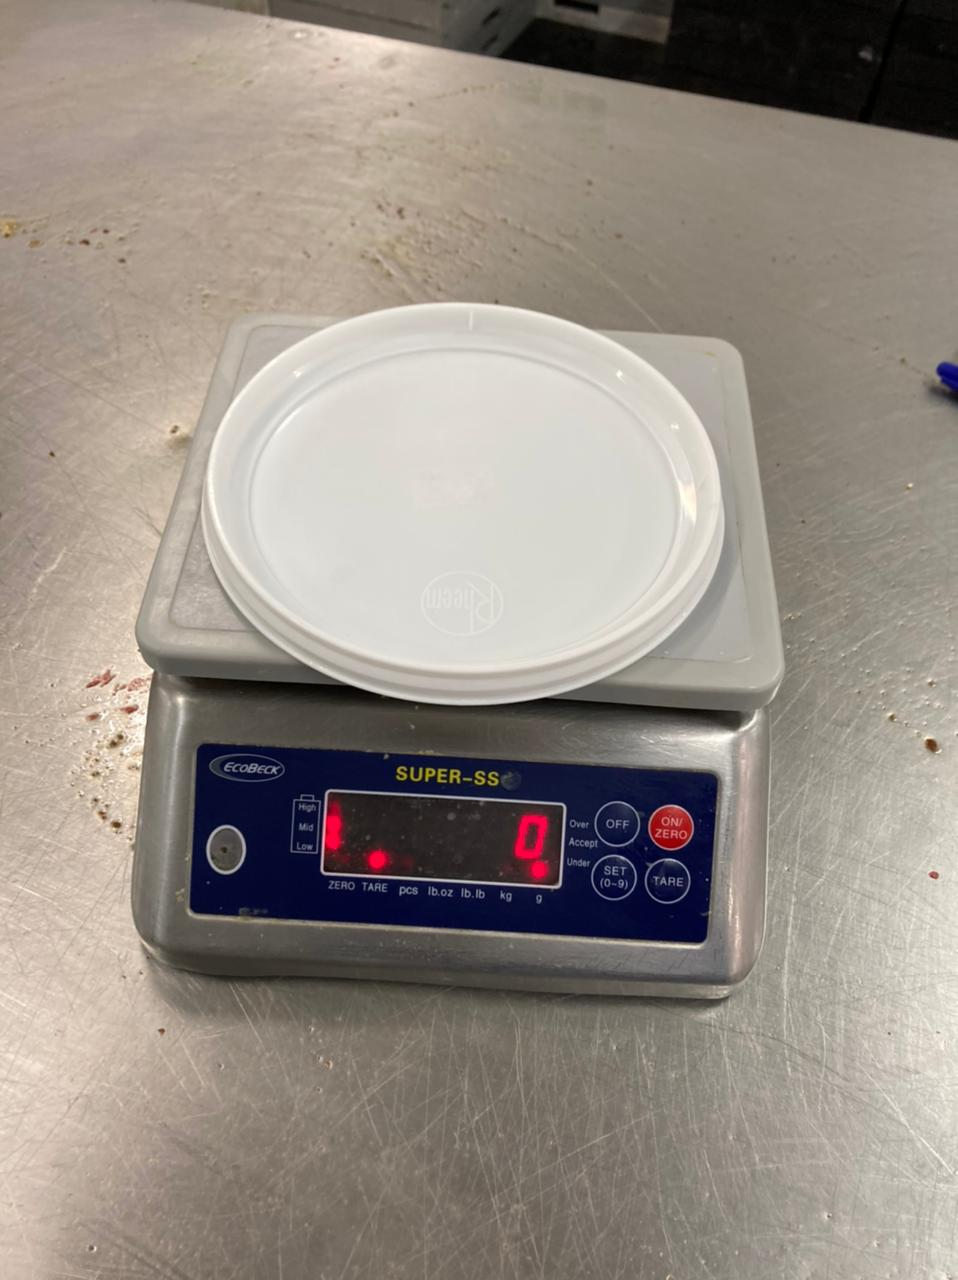 Rheem
ECOBECK
SUPER-SS
High
Mid
Low
0
Over
Accept
Under
OFF
ON/
ZERO
SET
(0~9)
TARE
ZERO TARE pcs lb.oz lb.lb kg g